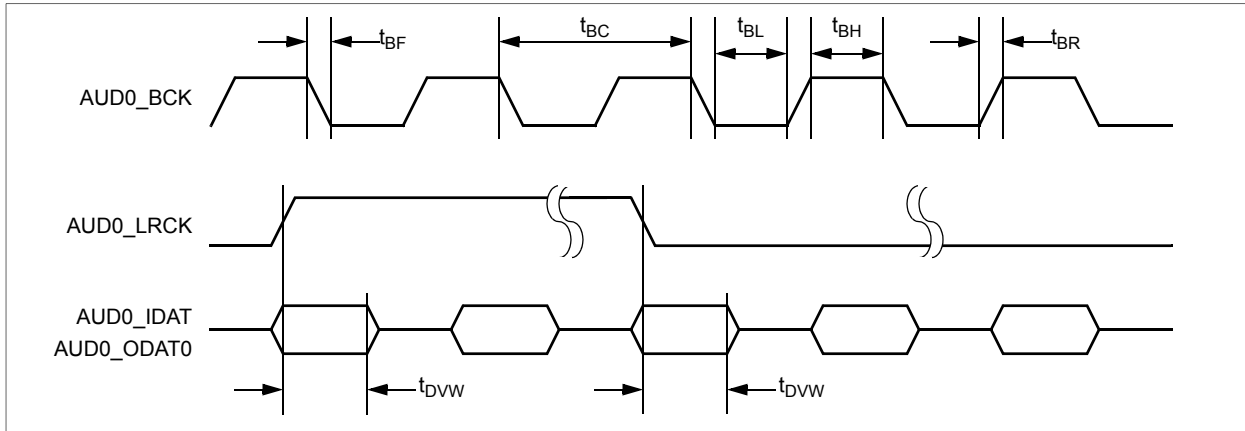 tBF
tBC
tBL
tBH
tBR
AUD0_BCK
AUD0_LRCK
AUD0_IDAT
AUD0_ODAT0
tDVW
tDVW